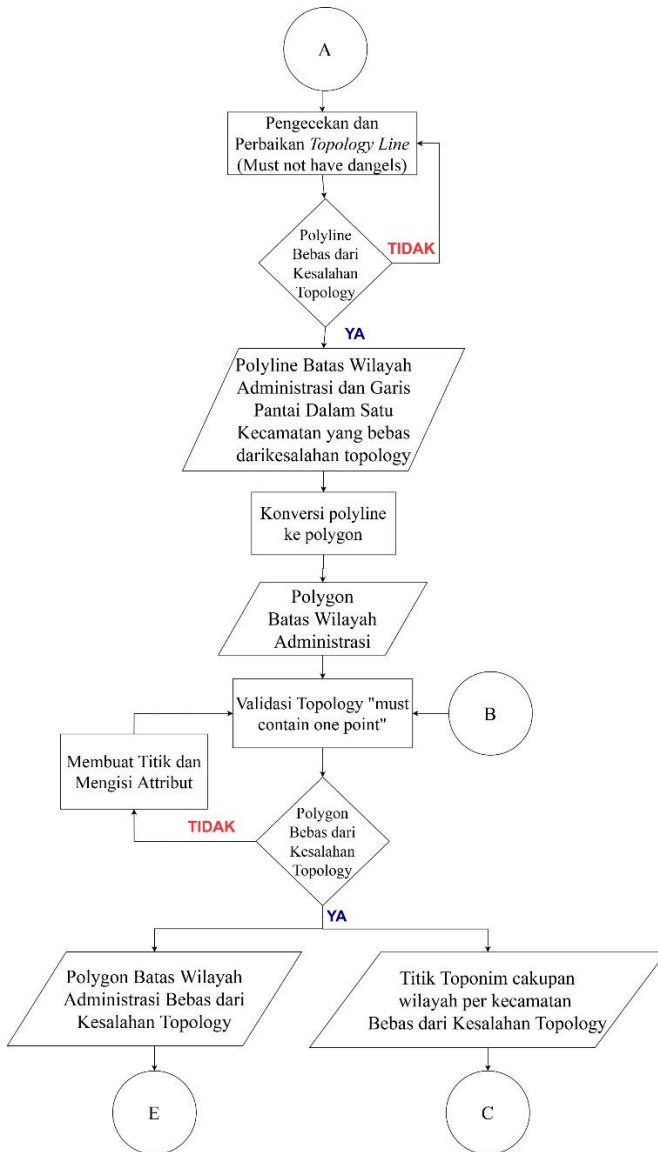 A
Pengecekan dan
Perbaikan Topology Line
(Must not have dangels)
Polyline
Bebas dari
Kesalahan
Topology
TIDAK
YA
Polyline Batas Wilayah
Administrasi dan Garis
Pantai Dalam Satu
Kecamatan yang bebas
darikesalahan topology
Konversi polyline
ke polygon
Polygon
Batas Wilayah
Administrasi
Validasi Topology "must
contain one point"
B
Membuat Titik dan
Mengisi Attribut
TIDAK
Polygon
Bebas dari
Kesalahan
Topology
YA
Polygon Batas Wilayah
Administrasi Bebas dari
Kesalahan Topology
Titik Toponim cakupan
wilayah per kecamatan
Bebas dari Kesalahan Topology
E
C